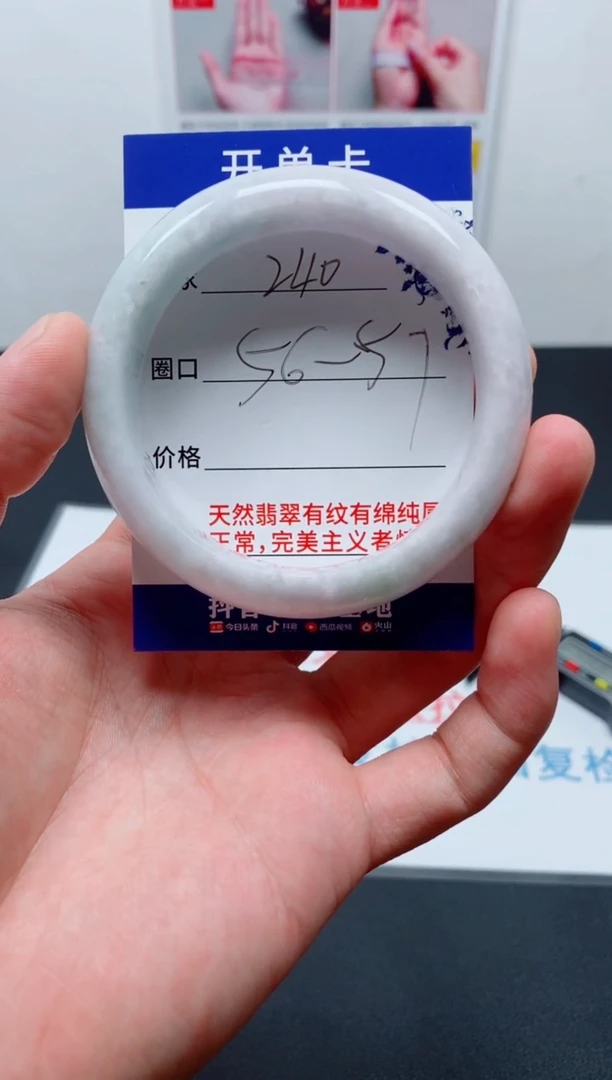 开单卡
240
圈口 56-57
价格
天然翡翠有纹有绵纯属
正常,完美主义者
今日头条 抖音 西瓜视频 火山
复检